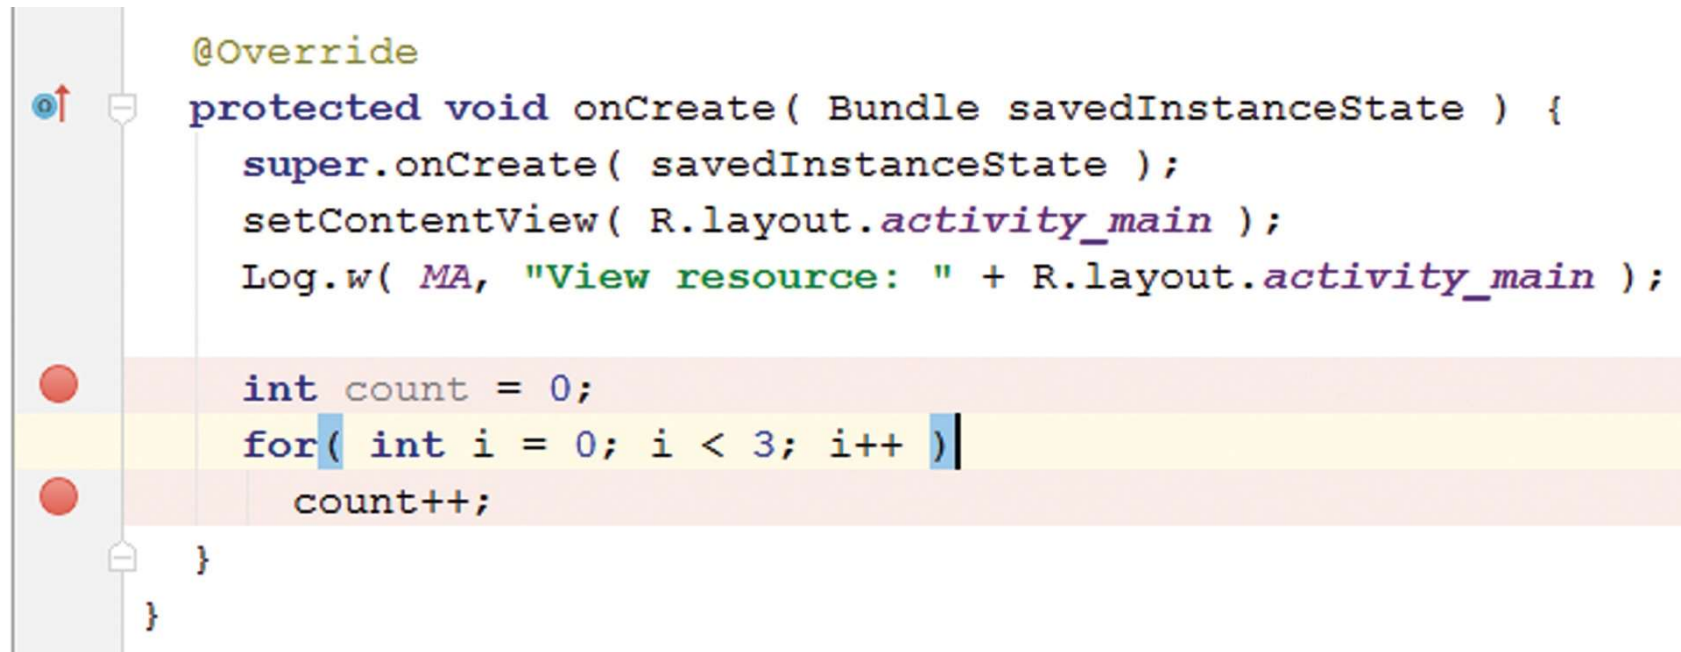 @Override
protected void onCreate( Bundle savedInstanceState ) {
super.onCreate( savedInstanceState );
setContentView( R.layout.activity_main );
Log.w( MA, "View resource: " + R.layout.activity_main );
int count = 0;
for( int i = 0; i < 3; i++ )
count++;
}
}